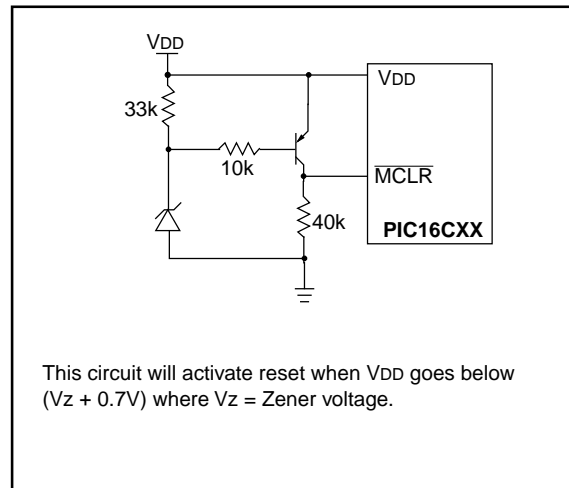 VDD
VDD
33k
10k
MCLR
40k
PIC16CXX
This circuit will activate reset when VDD goes below
(Vz + 0.7V) where Vz = Zener voltage.